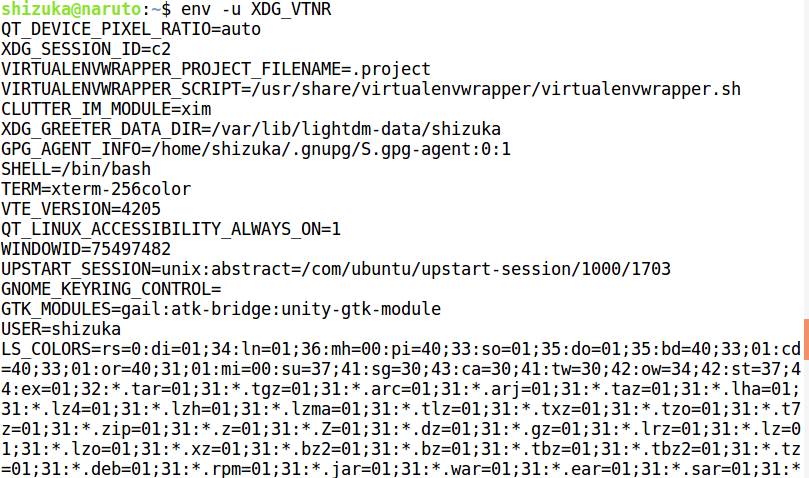 shizuka@naruto:~$ env -u XDG_VTNR
QT_DEVICE_PIXEL_RATIO=auto
XDG_SESSION_ID=c2
VIRTUALENVWRAPPER_PROJECT_FILENAME=.project
VIRTUALENVWRAPPER_SCRIPT=/usr/share/virtualenvwrapper/virtualenvwrapper.sh
CLUTTER_IM_MODULE=xim
XDG_GREETER_DATA_DIR=/var/lib/lightdm-data/shizuka
GPG_AGENT_INFO=/home/shizuka/.gnupg/S.gpg-agent:0:1
SHELL=/bin/bash
TERM=xterm-256color
VTE_VERSION=4205
QT_LINUX_ACCESSIBILITY_ALWAYS_ON=1
WINDOWID=75497482
UPSTART_SESSION=unix:abstract=/com/ubuntu/upstart-session/1000/1703
GNOME_KEYRING_CONTROL=
GTK_MODULES=gail:atk-bridge:unity-gtk-module
USER=shizuka
LS_COLORS=rs=0:di=01;34:ln=01;36:mh=00:pi=40;33:so=01;35:do=01;35:bd=40;33;01:cd
=40;33;01:or=40;31;01:mi=00:su=37;41:sg=30;43:ca=30;41:tw=30;42:ow=34;42:st=37;4
4:ex=01;32:*.tar=01;31:*.tgz=01;31:*.arc=01;31:*.arj=01;31:*.taz=01;31:*.lha=01;
31:*.lz4=01;31:*.lzh=01;31:*.lzma=01;31:*.tlz=01;31:*.txz=01;31:*.tzo=01;31:*.t7
z=01;31:*.zip=01;31:*.z=01;31:*.Z=01;31:*.dz=01;31:*.gz=01;31:*.lrz=01;31:*.lz=0
1;31:*.lzo=01;31:*.xz=01;31:*.bz2=01;31:*.bz=01;31:*.tbz=01;31:*.tbz2=01;31:*.tz
=01;31:*.deb=01;31:*.rpm=01;31:*.jar=01;31:*.war=01;31:*.ear=01;31:*.sar=01;31:*